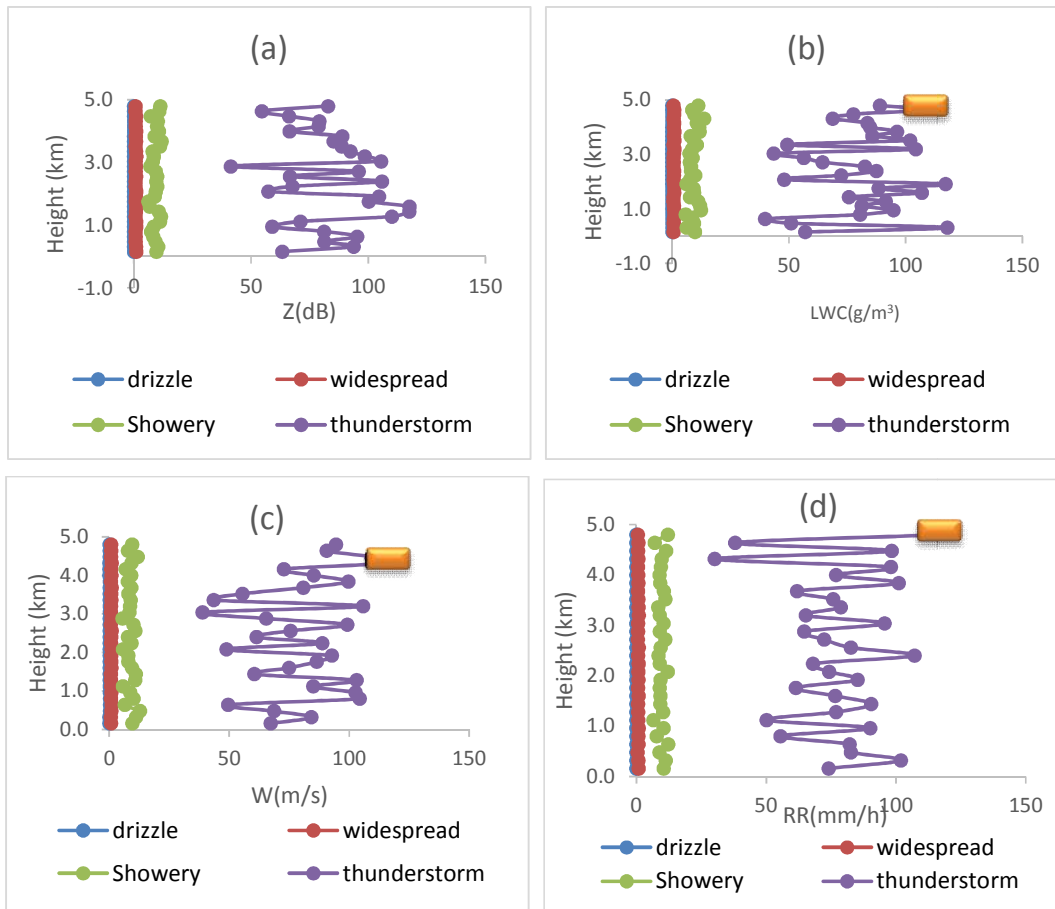 (a)
Height (km)
5.0
3.0
1.0
-1.0
50
100
150
Z(dB)
drizzle
widespread
Showery
thunderstorm
(b)
Height (km)
5.0
3.0
1.0
-1.0
0
50
100
150
LWC(g/m³)
drizzle
widespread
Showery
thunderstorm
(c)
Height (km)
5.0
4.0
3.0
2.0
1.0
0.0
0
50
100
150
W(m/s)
drizzle
widespread
Showery
thunderstorm
(d)
Height (km)
5.0
4.0
3.0
2.0
1.0
0.0
0
50
100
150
RR(mm/h)
drizzle
widespread
Showery
thunderstorm